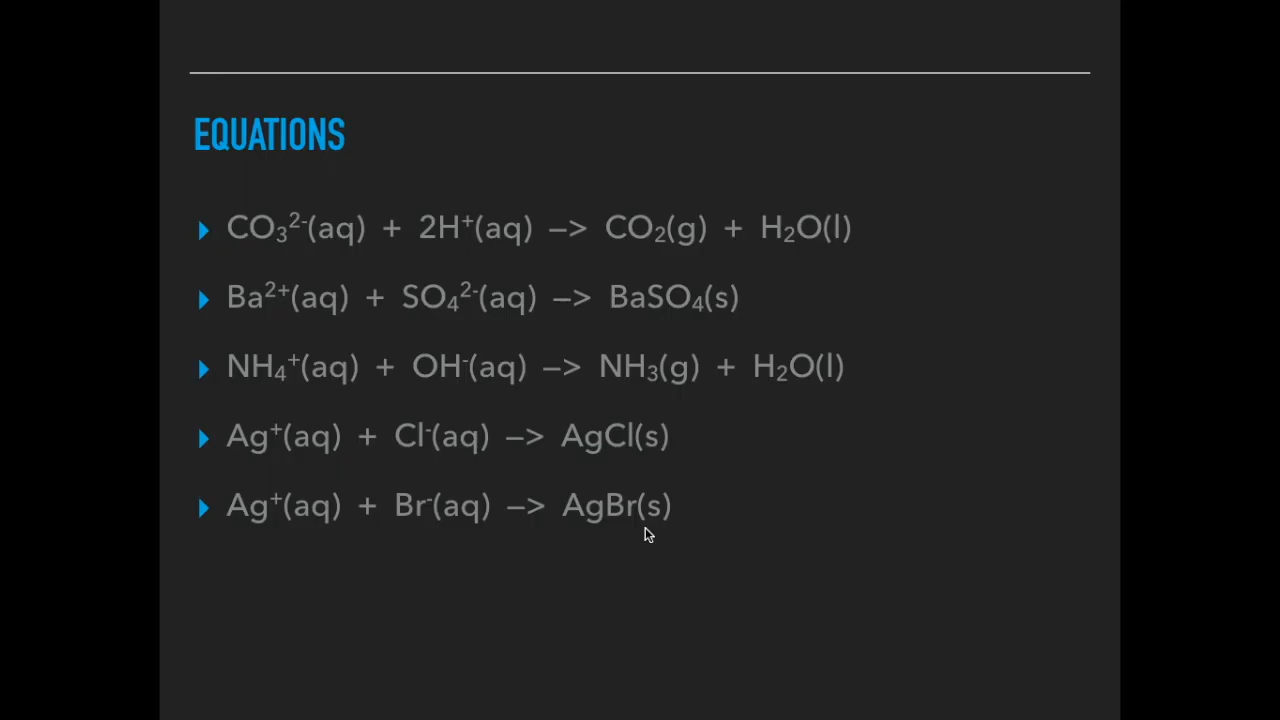 EQUATIONS
CO₃²⁻(aq) + 2H⁺(aq) –> CO₂(g) + H₂O(l)
Ba²⁺(aq) + SO₄²⁻(aq) –> BaSO₄(s)
NH₄⁺(aq) + OH⁻(aq) –> NH₃(g) + H₂O(l)
Ag⁺(aq) + Cl⁻(aq) –> AgCl(s)
Ag⁺(aq) + Br⁻(aq) –> AgBr(s)